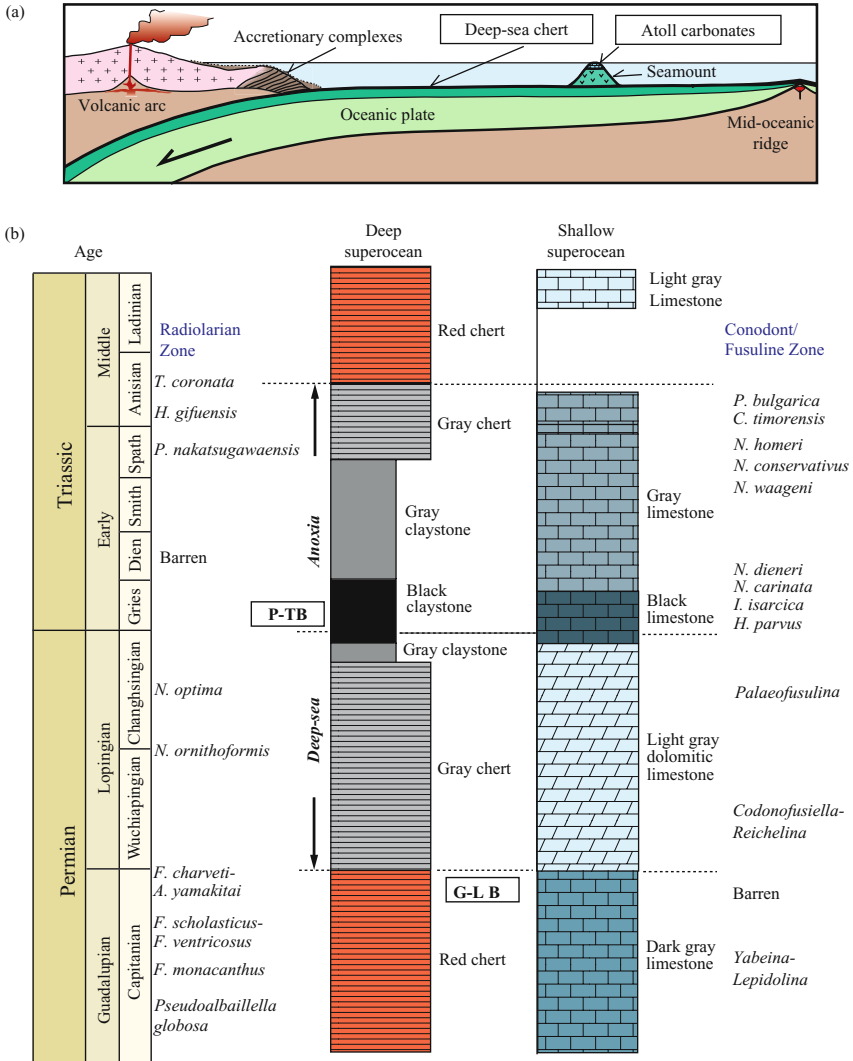 (a)
Accretionary complexes
Deep-sea chert
Atoll carbonates
Seamount
Volcanic arc
Oceanic plate
Mid-oceanic
ridge
(b)
Age
Deep
superocean
Shallow
superocean
Triassic
Permian
Middle
Early
Lopingian
Guadalupian
Ladinian
Anisian
Spath
Smith
Dien
Gries
Changhsingian
Wuchiapingian
Capitanian
Radiolarian
Zone
T. coronata
H. gifuensis
P. nakatsugawaensis
Barren
N. optima
N. ornithoformis
F. charveti-
A. yamakitai
F. scholasticus-
F. ventricosus
F. monacanthus
Pseudoalbaillella
globosa
P-TB
Anoxia
Deep-sea
G-L B
Red chert
Gray chert
Gray
claystone
Black
claystone
Gray claystone
Gray chert
Red chert
Light gray
Limestone
Gray
limestone
Black
limestone
Light gray
dolomitic
limestone
Dark gray
limestone
Conodont/
Fusuline Zone
P. bulgarica
C. timorensis
N. homeri
N. conservativus
N. waageni
N. dieneri
N. carinata
I. isarcica
H. parvus
Palaeofusulina
Codonofusiella-
Reichelina
Barren
Yabeina-
Lepidolina